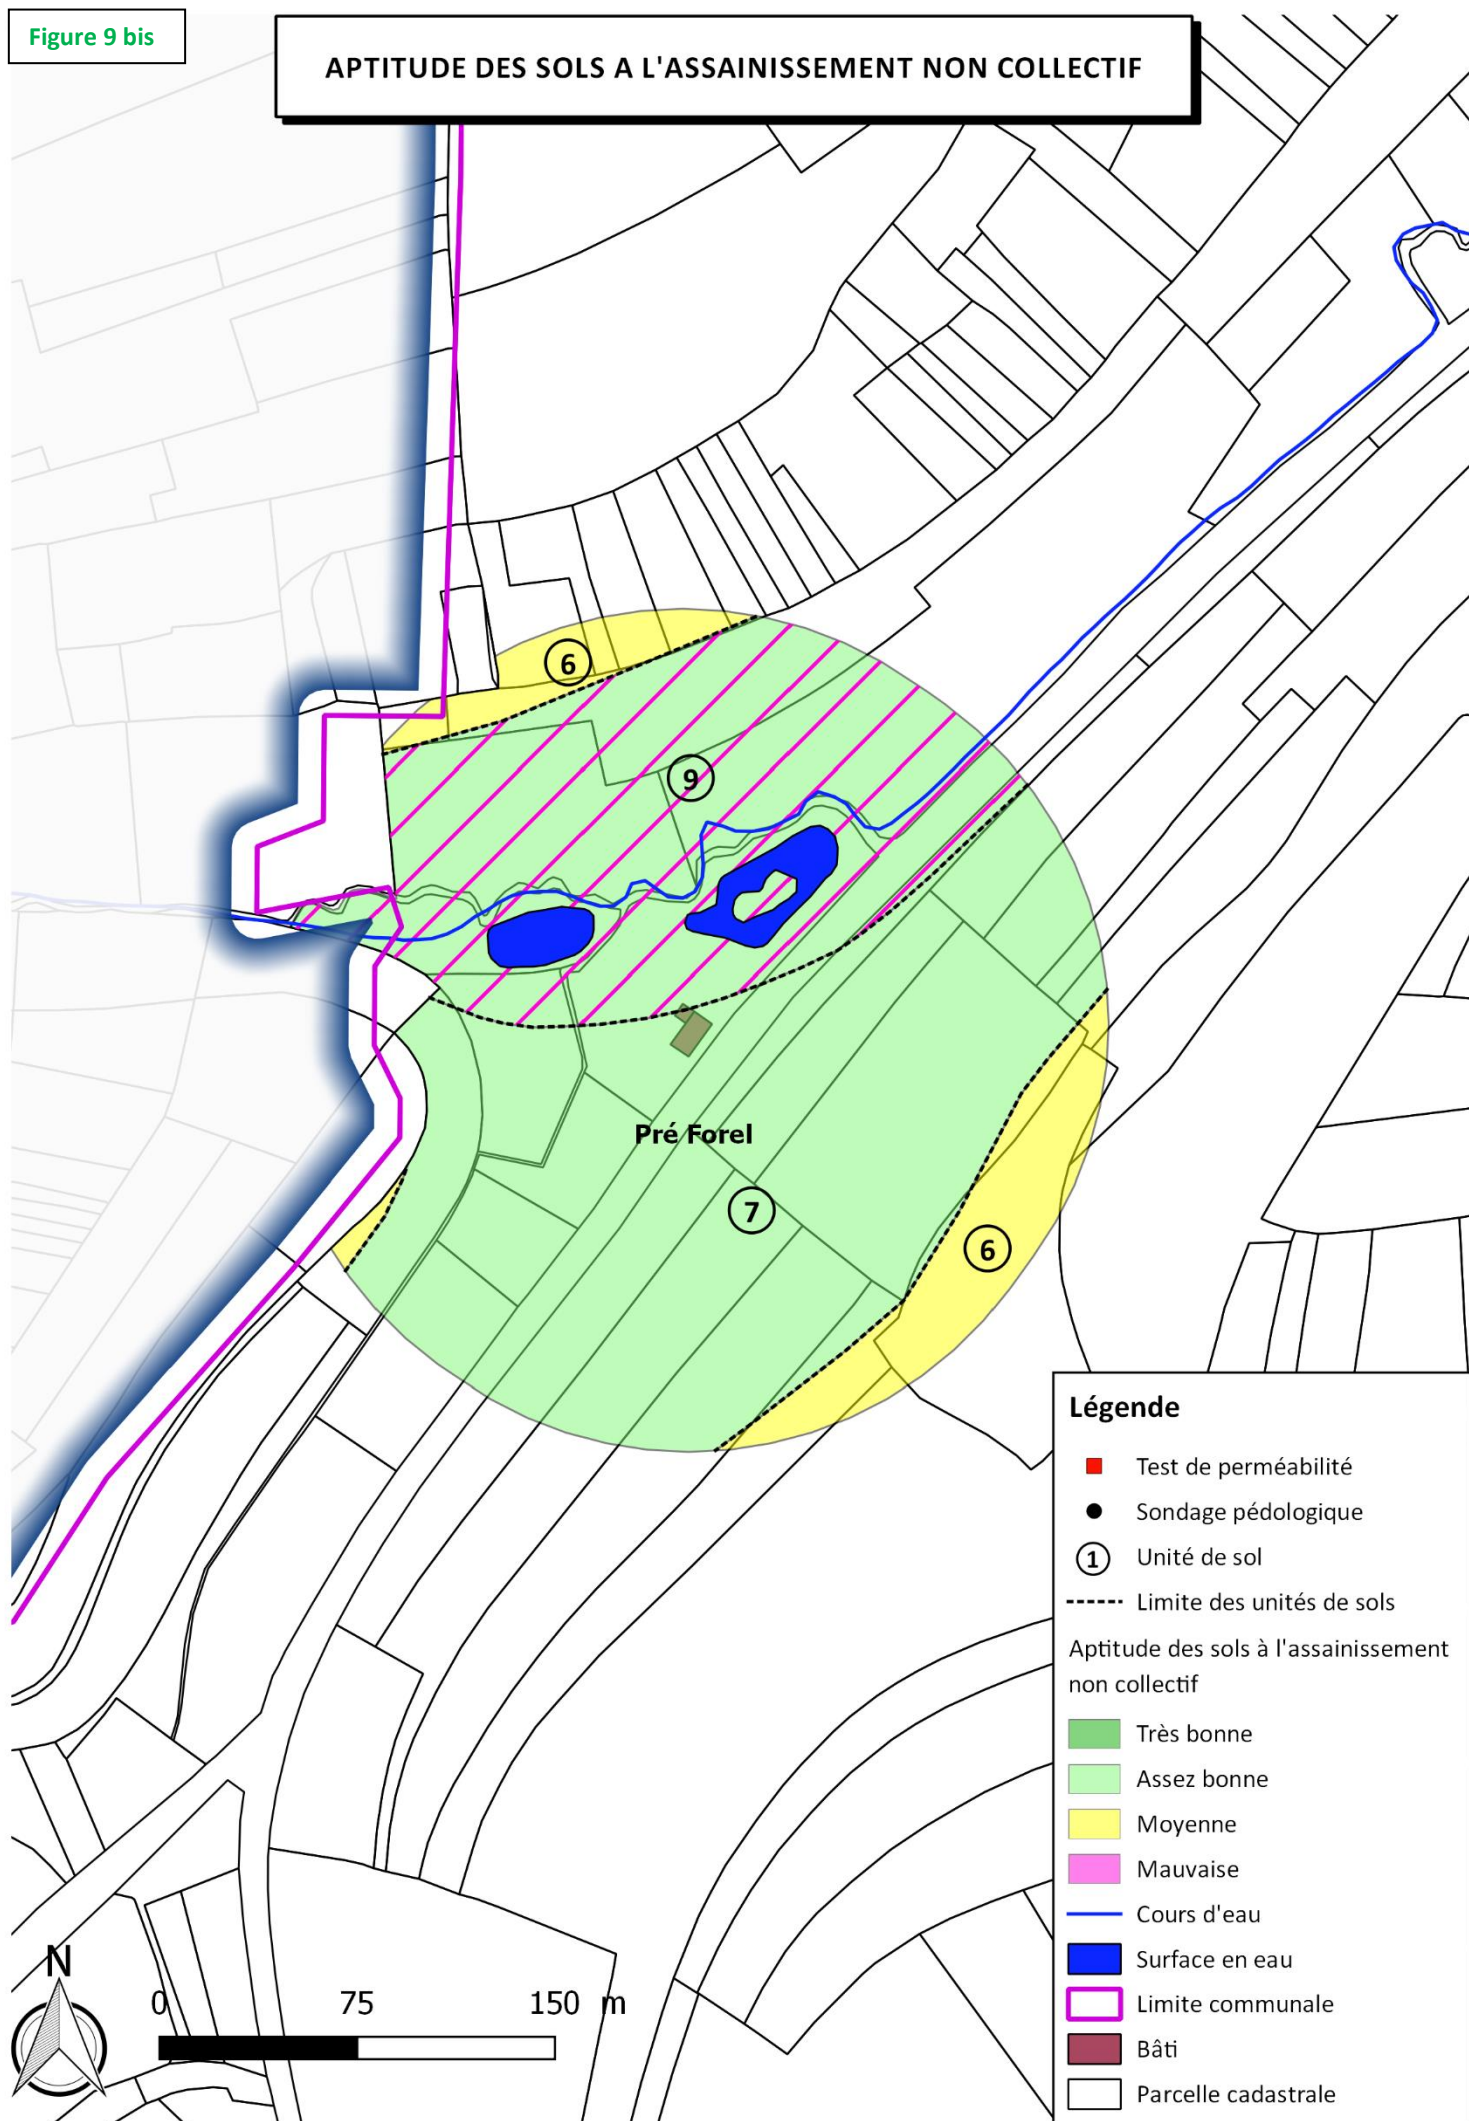 Figure 9 bis
APTITUDE DES SOLS A L'ASSAINISSEMENT NON COLLECTIF
6
9
Pré Forel
7
6
Légende
Test de perméabilité
Sondage pédologique
1 Unité de sol
Limite des unités de sols
Aptitude des sols à l'assainissement
non collectif
Très bonne
Assez bonne
Moyenne
Mauvaise
Cours d'eau
Surface en eau
Limite communale
Bâti
Parcelle cadastrale
N
0 75 150 m